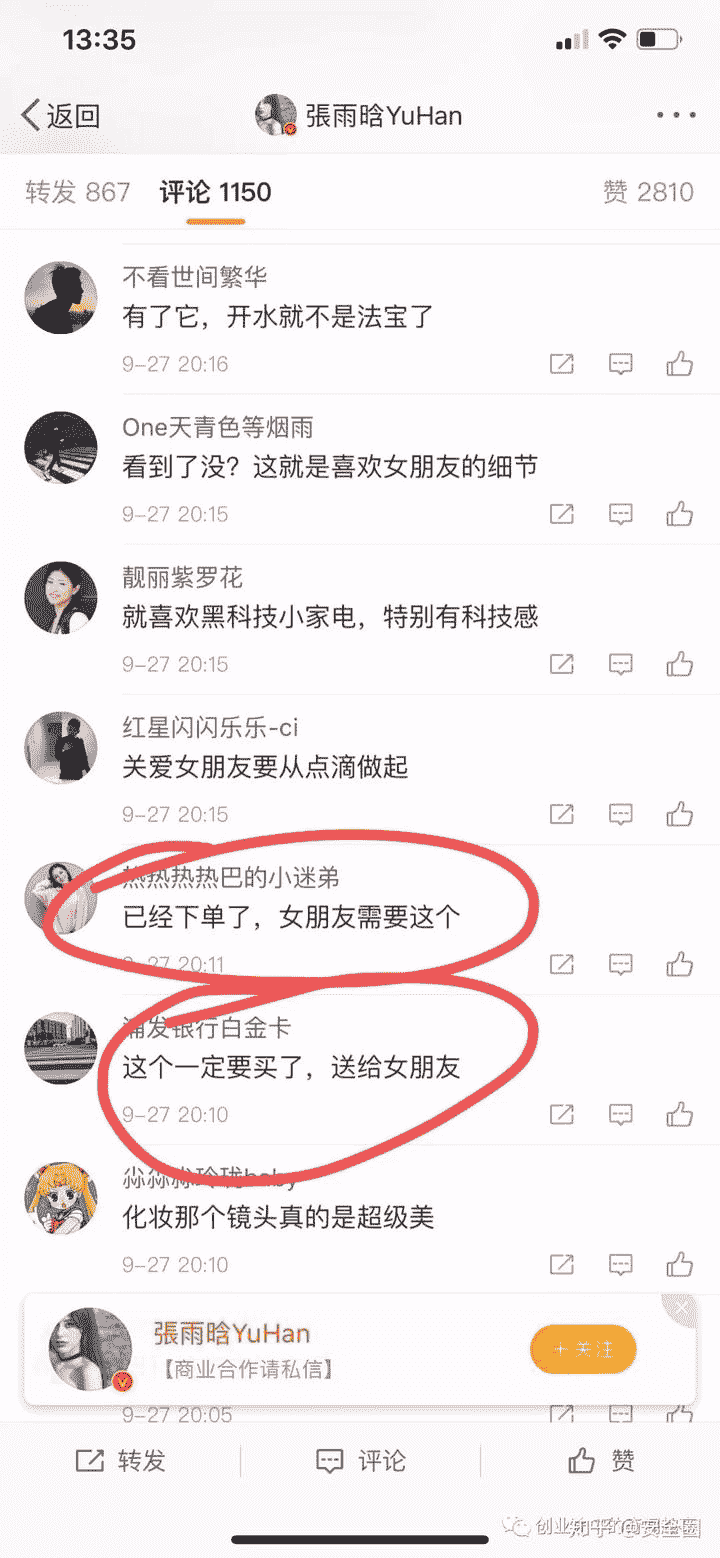 13:35
返回
張雨晗YuHan
转发 867
评论 1150
赞 2810
不看世间繁华
有了它，开水就不是法宝了
9-27 20:16
One天青色等烟雨
看到了没？这就是喜欢女朋友的细节
9-27 20:15
靓丽紫罗花
就喜欢黑科技小家电，特别有科技感
9-27 20:15
红星闪闪乐乐-ci
关爱女朋友要从点滴做起
9-27 20:15
热热热热巴的小迷弟
已经下单了，女朋友需要这个
9-27 20:11
浦发银行白金卡
这个一定要买了，送给女朋友
9-27 20:10
淼淼淼玲珑baby
化妆那个镜头真的是超级美
9-27 20:10
張雨晗YuHan
【商业合作请私信】
+ 关注
9-27 20:05
转发
评论
赞
知乎 @安全圈